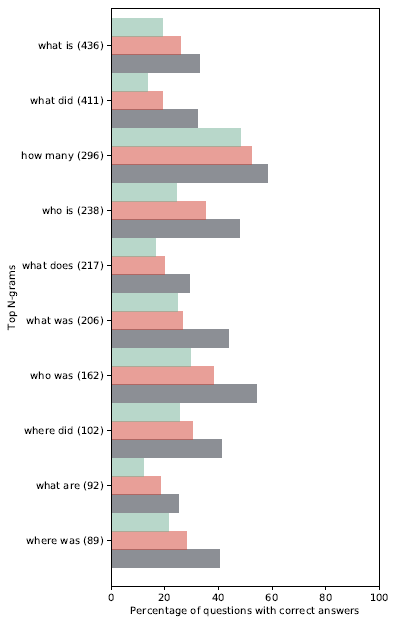 Top N-grams
what is (436)
what did (411)
how many (296)
who is (238)
what does (217)
what was (206)
who was (162)
where did (102)
what are (92)
where was (89)
0 20 40 60 80 100
Percentage of questions with correct answers